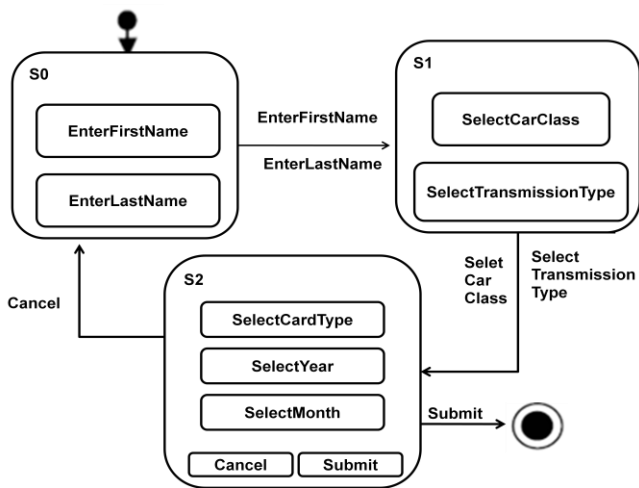 S0
EnterFirstName
EnterLastName
EnterFirstName
EnterLastName
S1
SelectCarClass
SelectTransmissionType
Selet
Car
Class
Select
Transmission
Type
S2
SelectCardType
SelectYear
SelectMonth
Cancel
Submit
Cancel
Submit